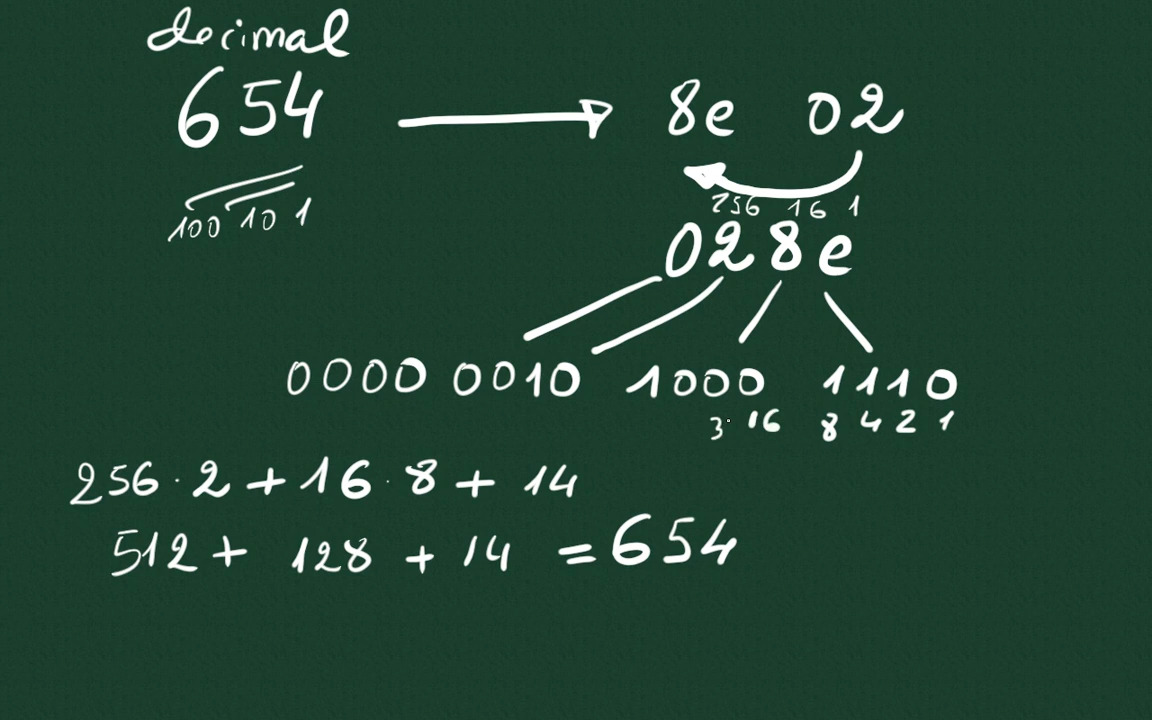 decimal
654 8e 02
100 10 1
256 16 1
028e
0000 0010 1000 1110
3 16 8 4 2 1
256 · 2 + 16 · 8 + 14
512 + 128 + 14 = 654